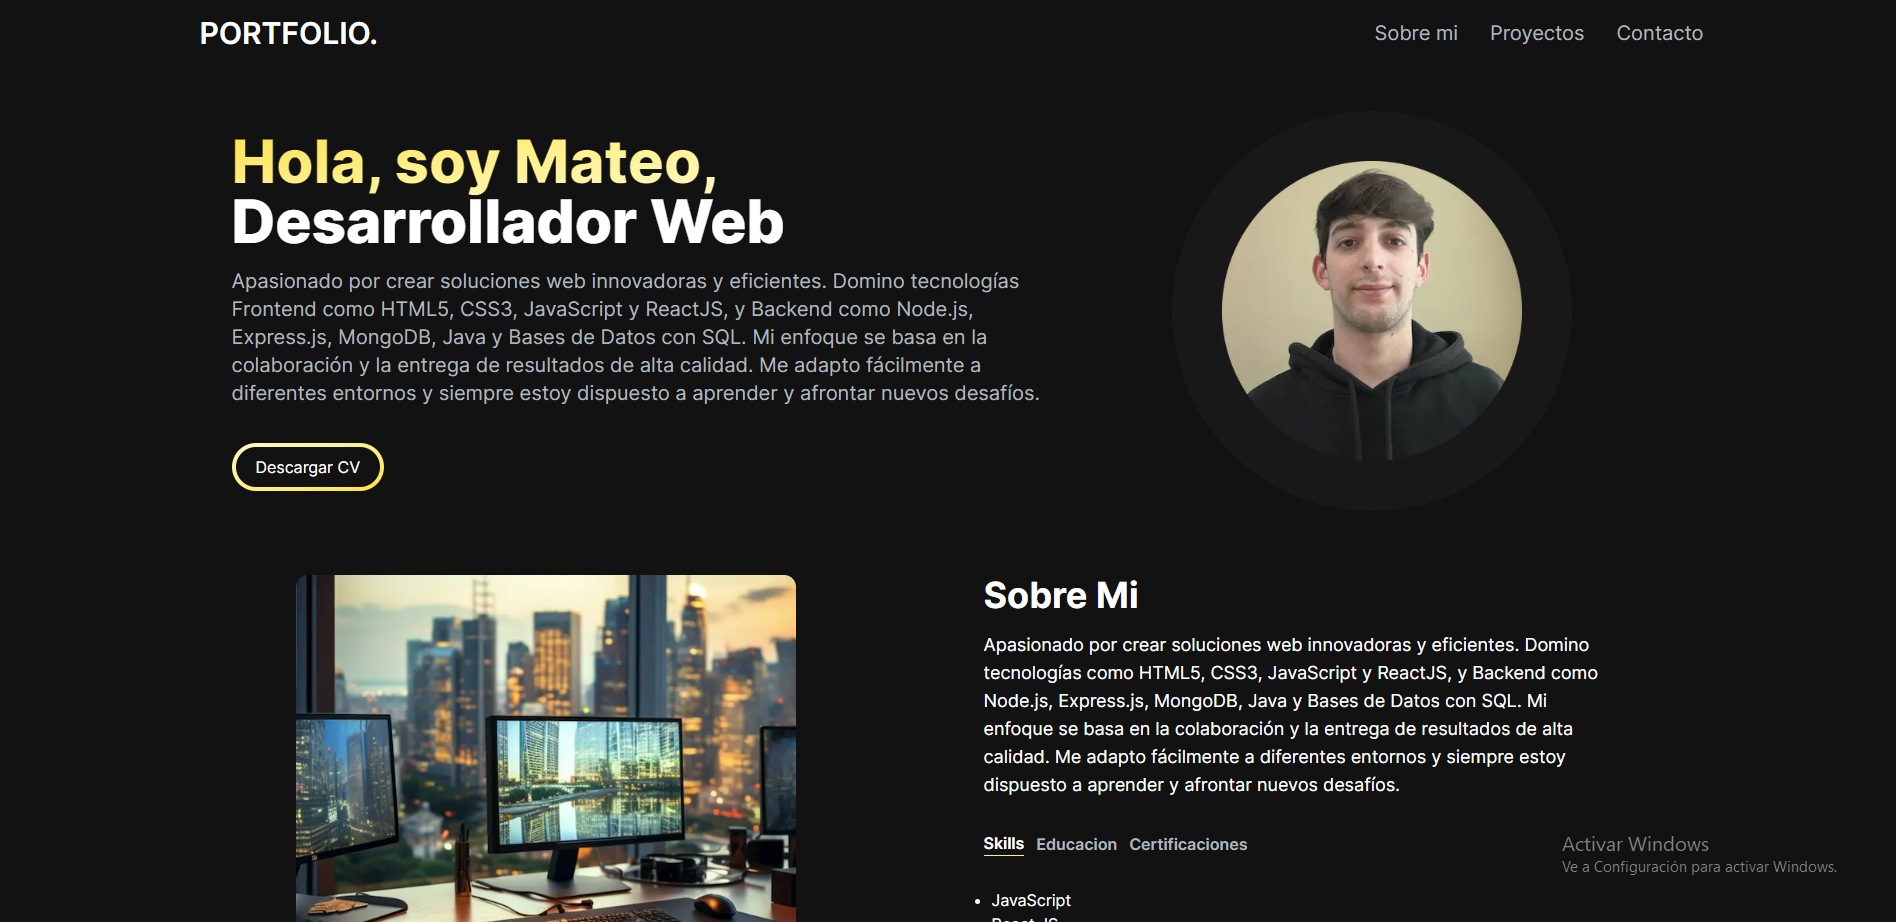 PORTFOLIO.
Sobre mi
Proyectos
Contacto
Hola, soy Mateo,
Desarrollador Web
Apasionado por crear soluciones web innovadoras y eficientes. Domino tecnologías
Frontend como HTML5, CSS3, JavaScript y ReactJS, y Backend como Node.js,
Express.js, MongoDB, Java y Bases de Datos con SQL. Mi enfoque se basa en la
colaboración y la entrega de resultados de alta calidad. Me adapto fácilmente a
diferentes entornos y siempre estoy dispuesto a aprender y afrontar nuevos desafíos.
Descargar CV
Sobre Mi
Apasionado por crear soluciones web innovadoras y eficientes. Domino
tecnologías como HTML5, CSS3, JavaScript y ReactJS, y Backend como
Node.js, Express.js, MongoDB, Java y Bases de Datos con SQL. Mi
enfoque se basa en la colaboración y la entrega de resultados de alta
calidad. Me adapto fácilmente a diferentes entornos y siempre estoy
dispuesto a aprender y afrontar nuevos desafíos.
Skills
Educacion
Certificaciones
JavaScript
Activar Windows
Ve a Configuración para activar Windows.